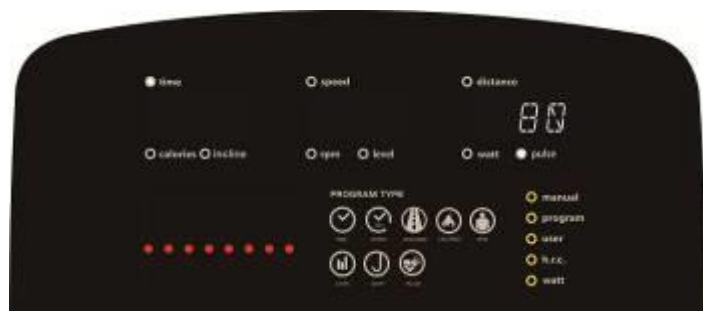 time speed distance
80
calories incline rpm level watt pulse
PROGRAM TYPE
manual
program
user
h.r.c.
watt